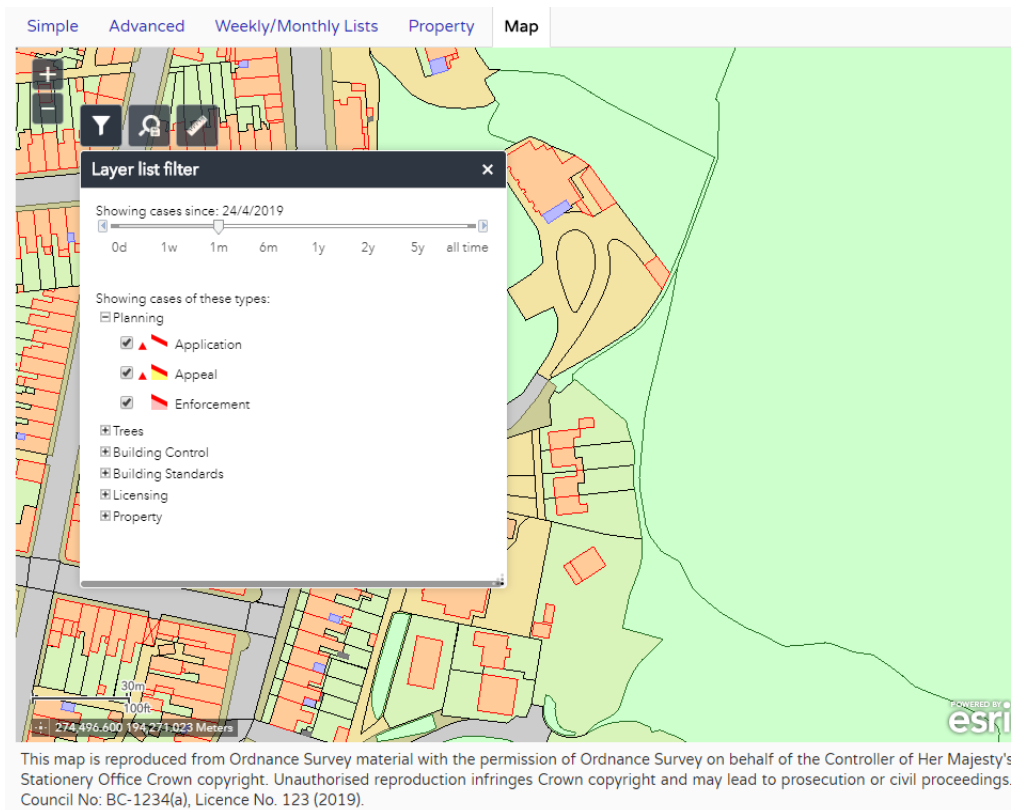 Simple Advanced Weekly/Monthly Lists Property Map
+
−
Layer list filter ×
Showing cases since: 24/4/2019
0d 1w 1m 6m 1y 2y 5y all time
Showing cases of these types:
Planning
Application
Appeal
Enforcement
Trees
Building Control
Building Standards
Licensing
Property
30m
100ft
274,496.600 194,271.023 Meters
POWERED BY
esri
This map is reproduced from Ordnance Survey material with the permission of Ordnance Survey on behalf of the Controller of Her Majesty's
Stationery Office Crown copyright. Unauthorised reproduction infringes Crown copyright and may lead to prosecution or civil proceedings.
Council No: BC-1234(a), Licence No. 123 (2019).